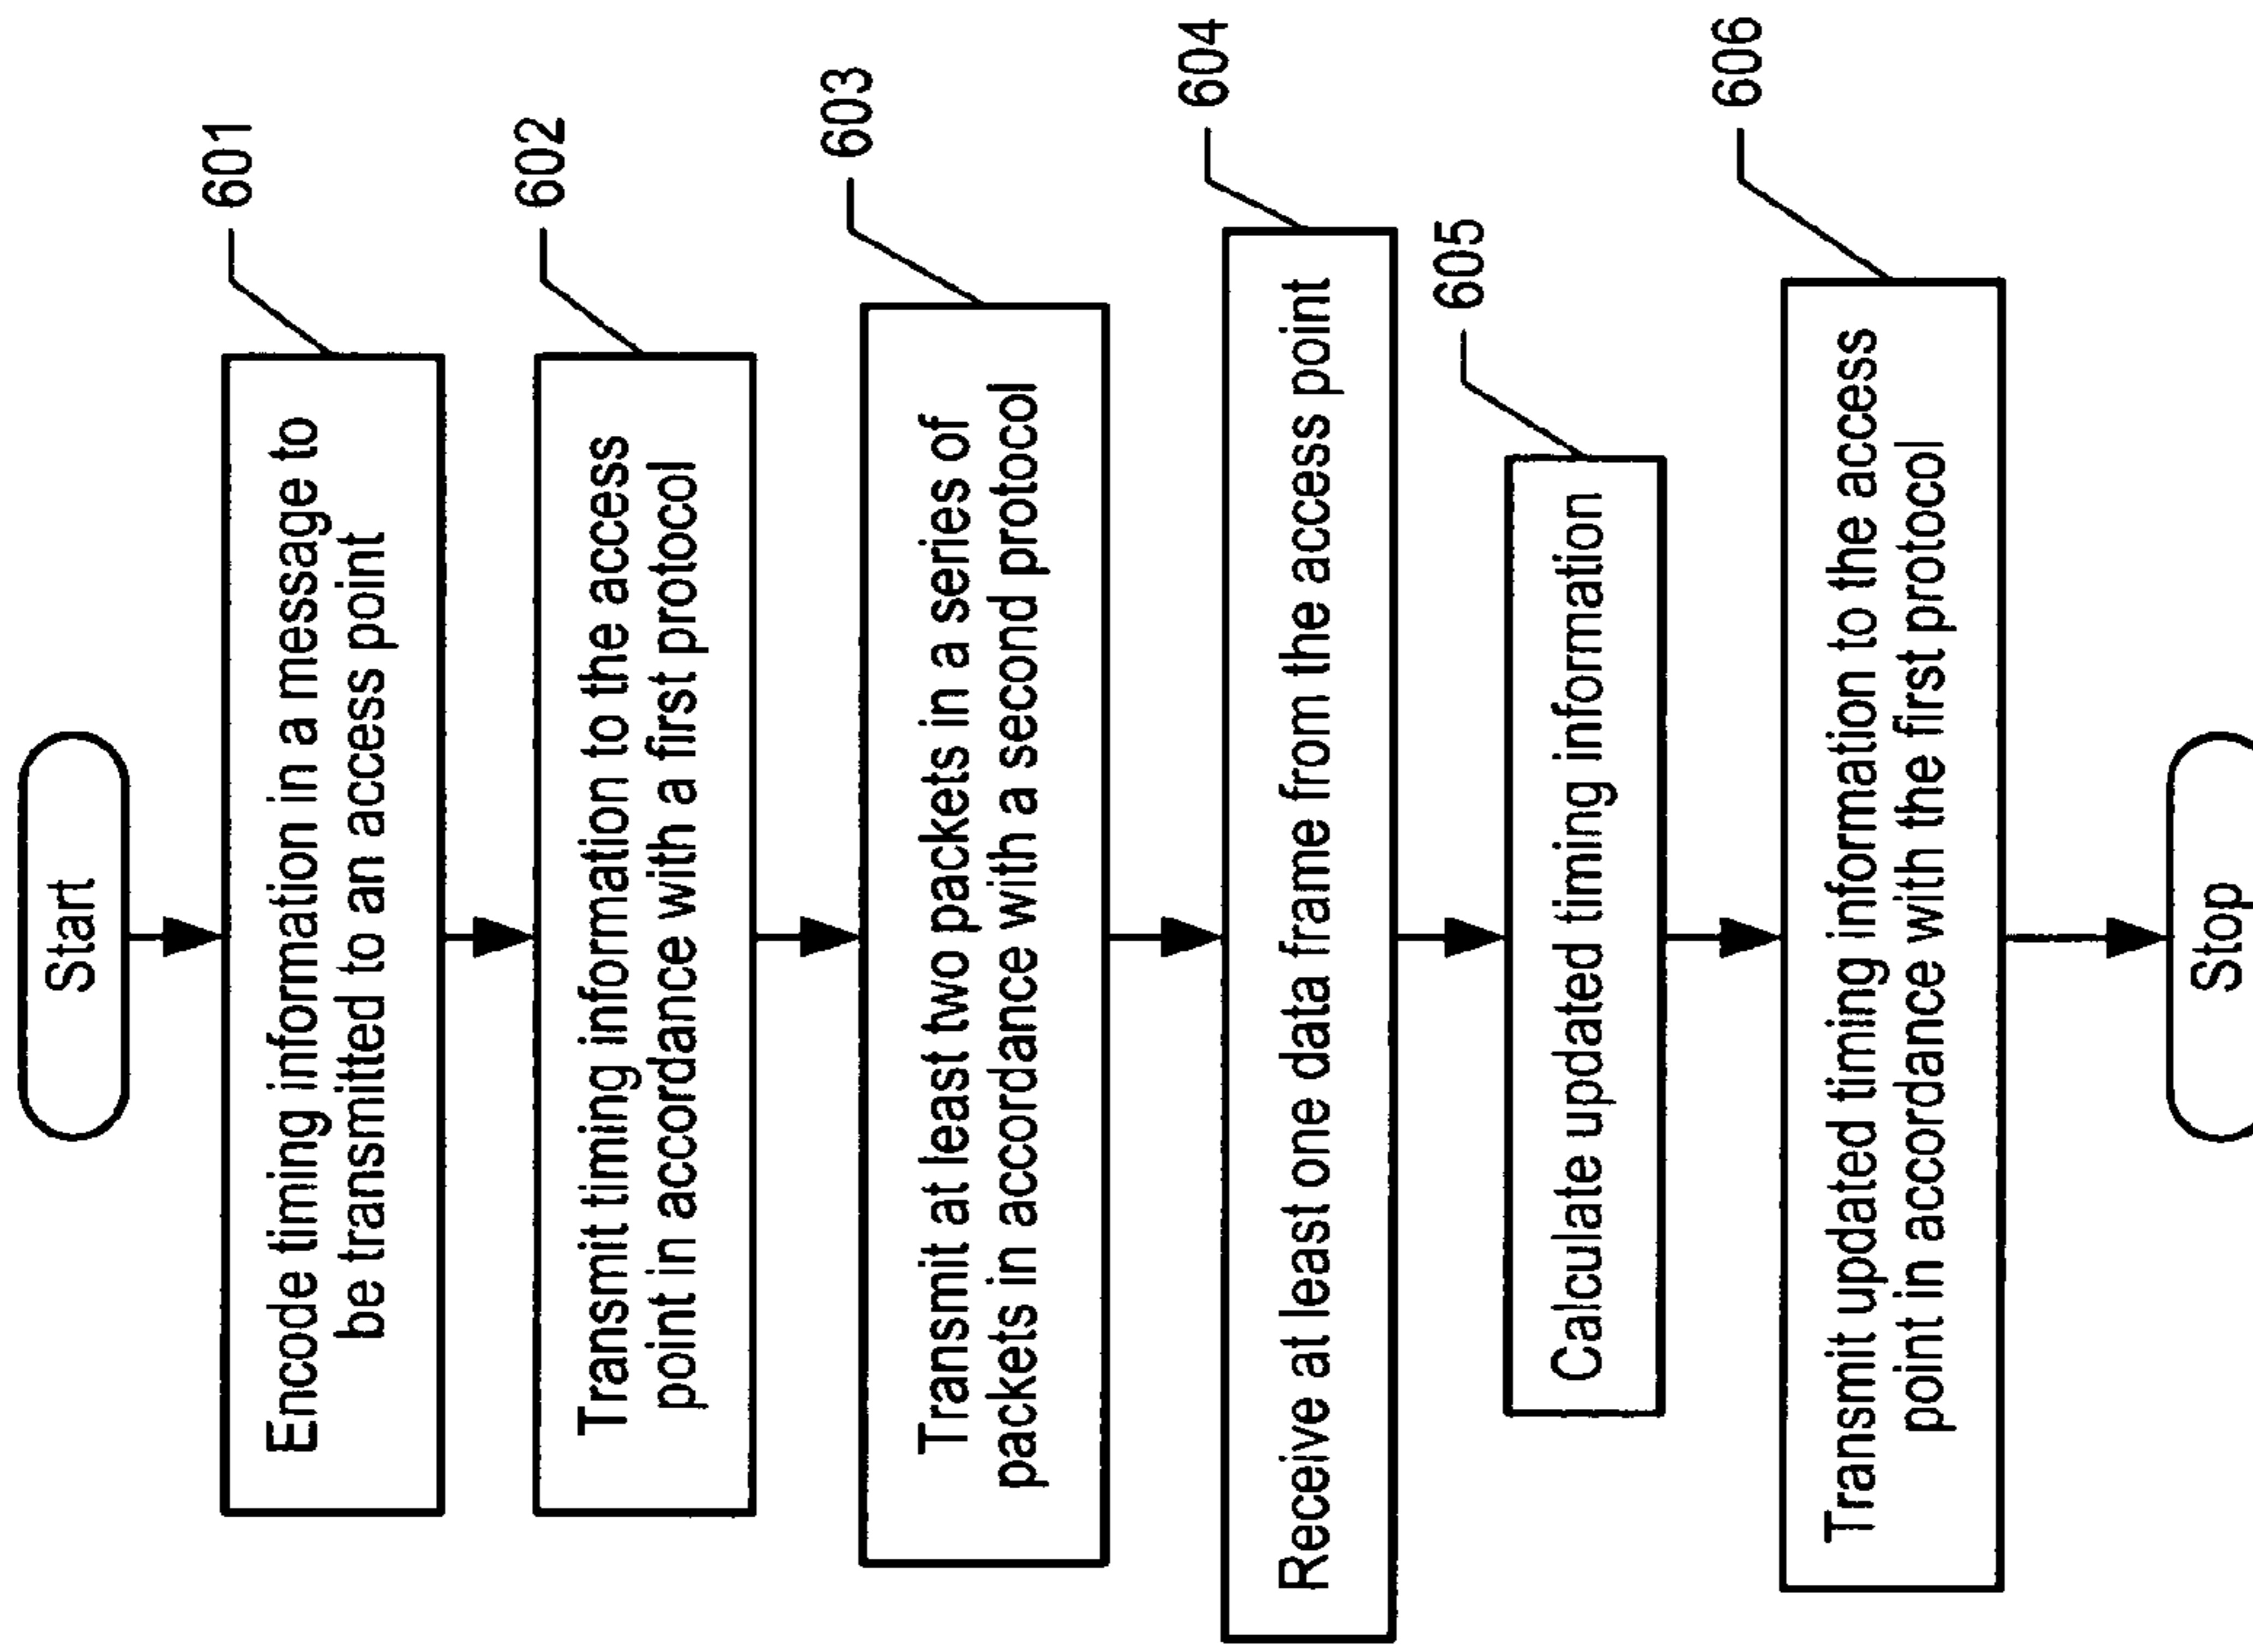 Start
601
Encode timing information in a message to
be transmitted to an access point
602
Transmit timing information to the access
point in accordance with a first protocol
603
Transmit at least two packets in a series of
packets in accordance with a second protocol
604
Receive at least one data frame from the access point
605
Calculate updated timing information
606
Transmit updated timing information to the access
point in accordance with the first protocol
Stop